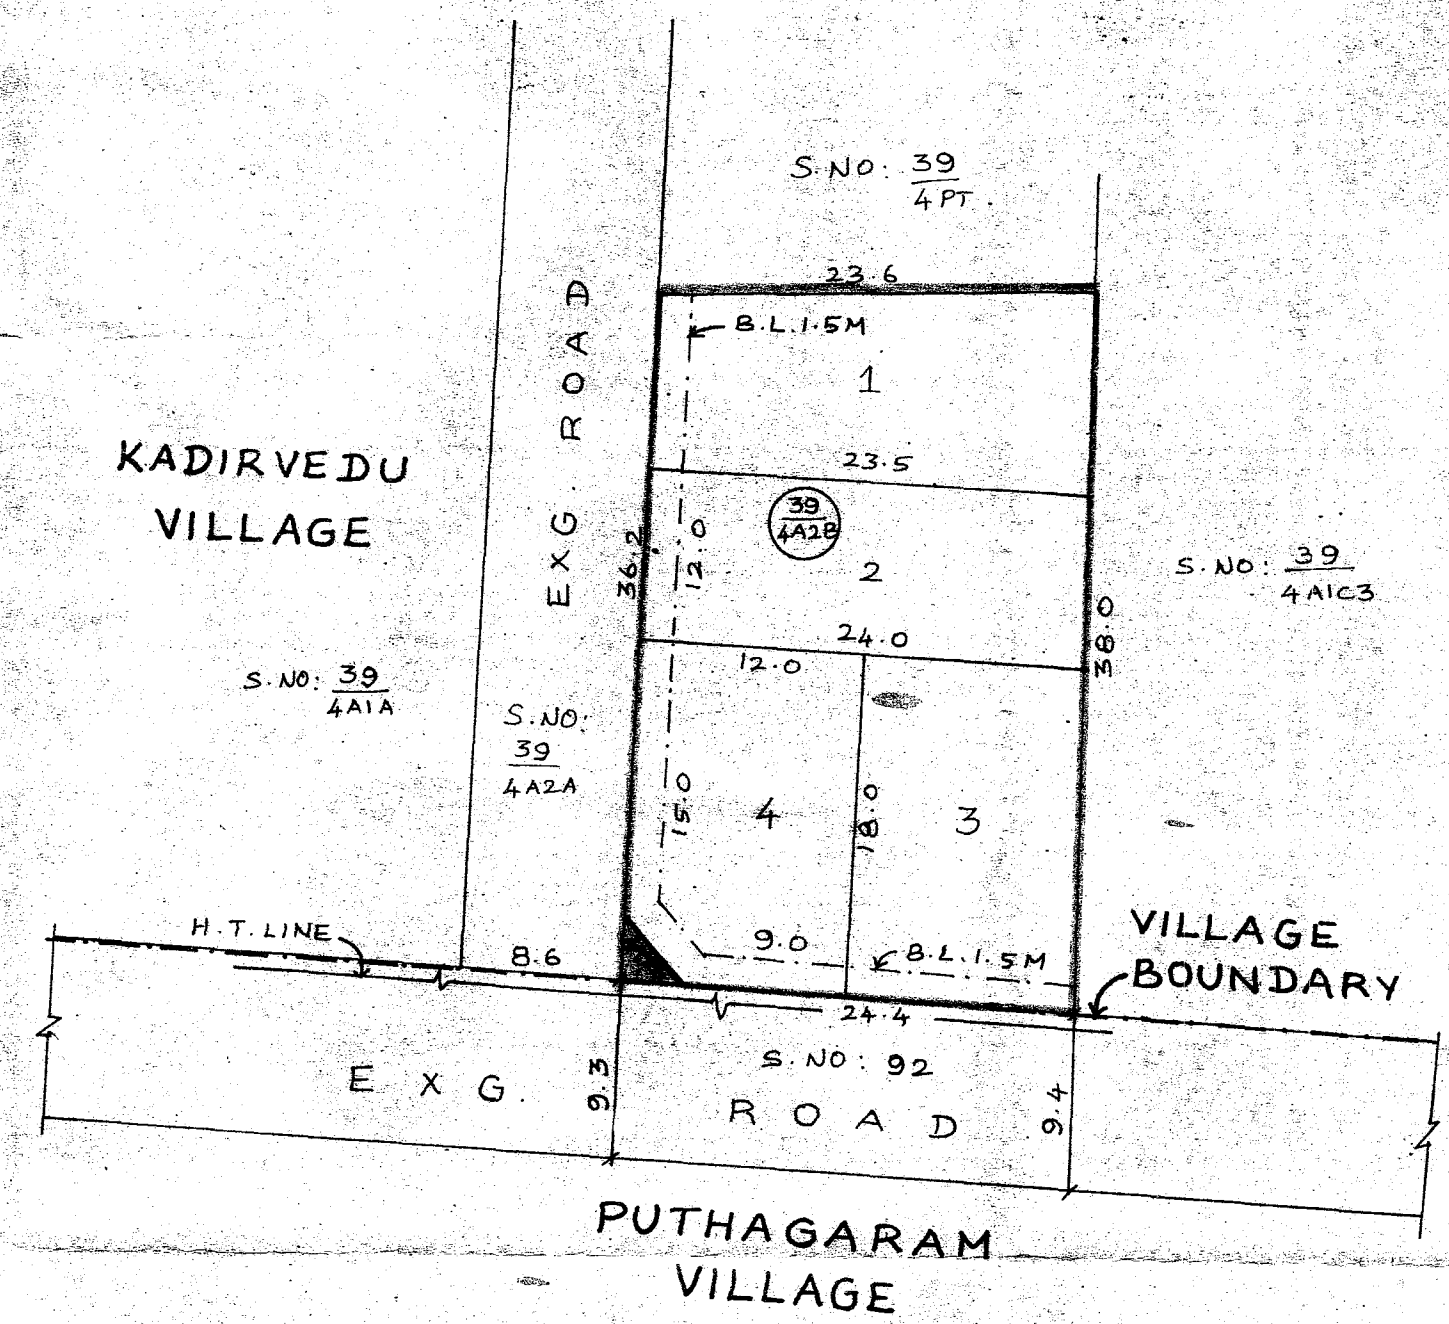 S.NO: 39
4 PT.
23.6
B.L.1.5M
1
EXG. ROAD
KADIRVEDU
VILLAGE
23.5
39
4A2B
36.2
12.0
2
S.NO: 39
4A1C3
38.0
24.0
12.0
S.NO: 39
4A1A
S.NO:
39
4A2A
15.0
4
18.0
3
H.T. LINE
8.6
9.0
B.L.1.5M
VILLAGE
BOUNDARY
24.4
S.NO: 92
EXG.
9.3
ROAD
9.4
PUTHAGARAM
VILLAGE